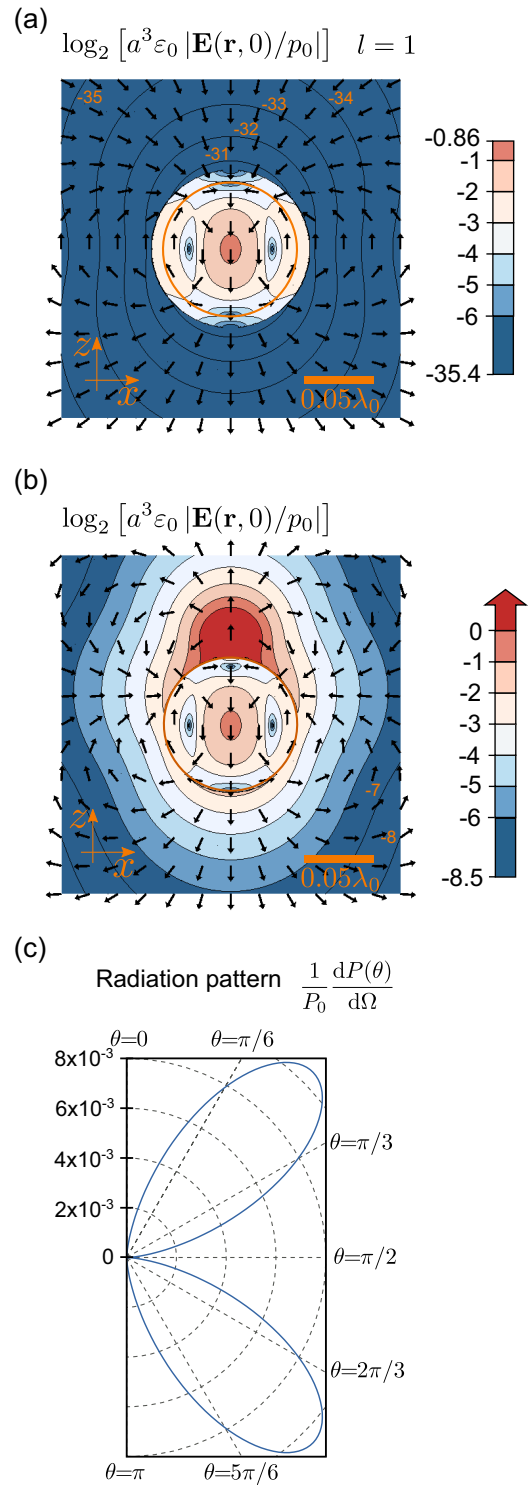 (a)
log₂ [a³ε₀ |E(r, 0)/p₀|]   l = 1
-35
-34
-33
-32
-31
z
x
0.05λ₀
-0.86
-1
-2
-3
-4
-5
-6
-35.4
(b)
log₂ [a³ε₀ |E(r, 0)/p₀|]
-7
-8
z
x
0.05λ₀
0
-1
-2
-3
-4
-5
-6
-8.5
(c)
Radiation pattern   1/P₀ dP(θ)/dΩ
θ=0   θ=π/6
8x10⁻³
6x10⁻³
θ=π/3
4x10⁻³
2x10⁻³
0   θ=π/2
θ=2π/3
θ=π   θ=5π/6